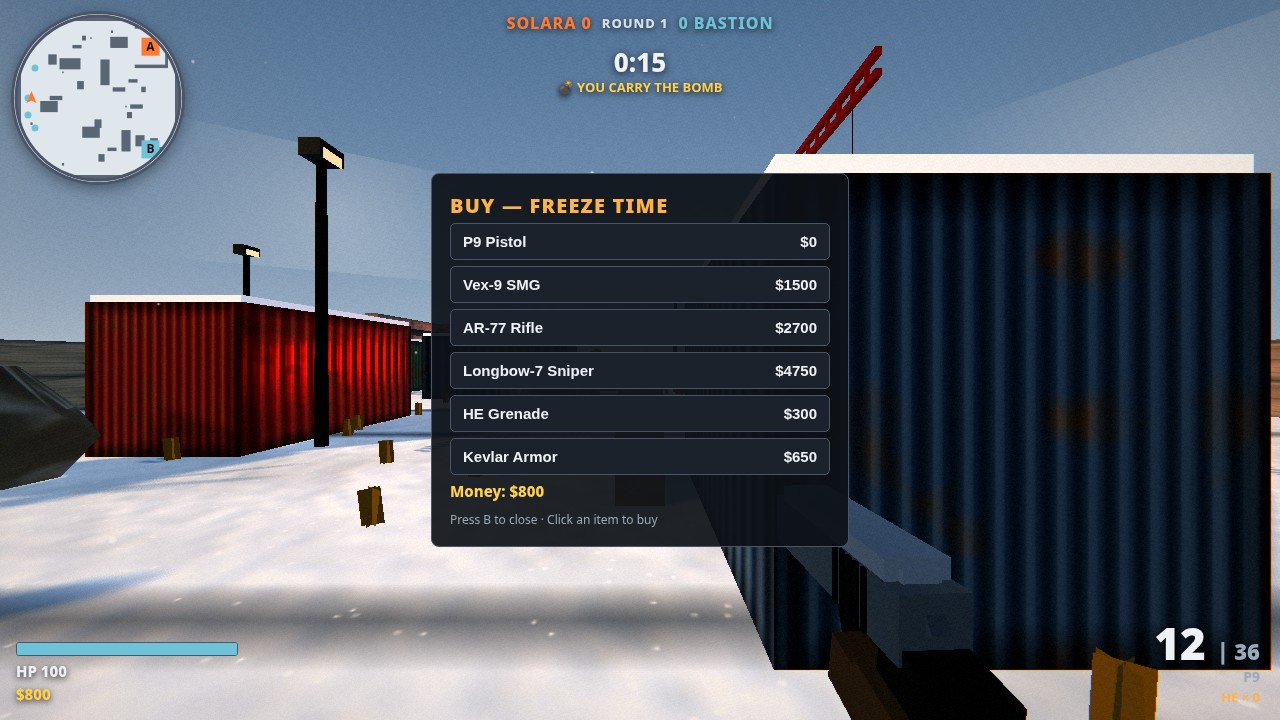 SOLARA 0 ROUND 1 0 BASTION
0:15
YOU CARRY THE BOMB
A
B
BUY — FREEZE TIME
P9 Pistol $0
Vex-9 SMG $1500
AR-77 Rifle $2700
Longbow-7 Sniper $4750
HE Grenade $300
Kevlar Armor $650
Money: $800
Press B to close · Click an item to buy
HP 100
$800
12 | 36
P9